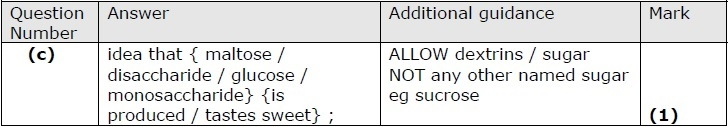 Question Number Answer Additional guidance Mark
(c) idea that { maltose / ALLOW dextrins / sugar
disaccharide / glucose / NOT any other named sugar
monosaccharide} {is eg sucrose
produced / tastes sweet} ; (1)